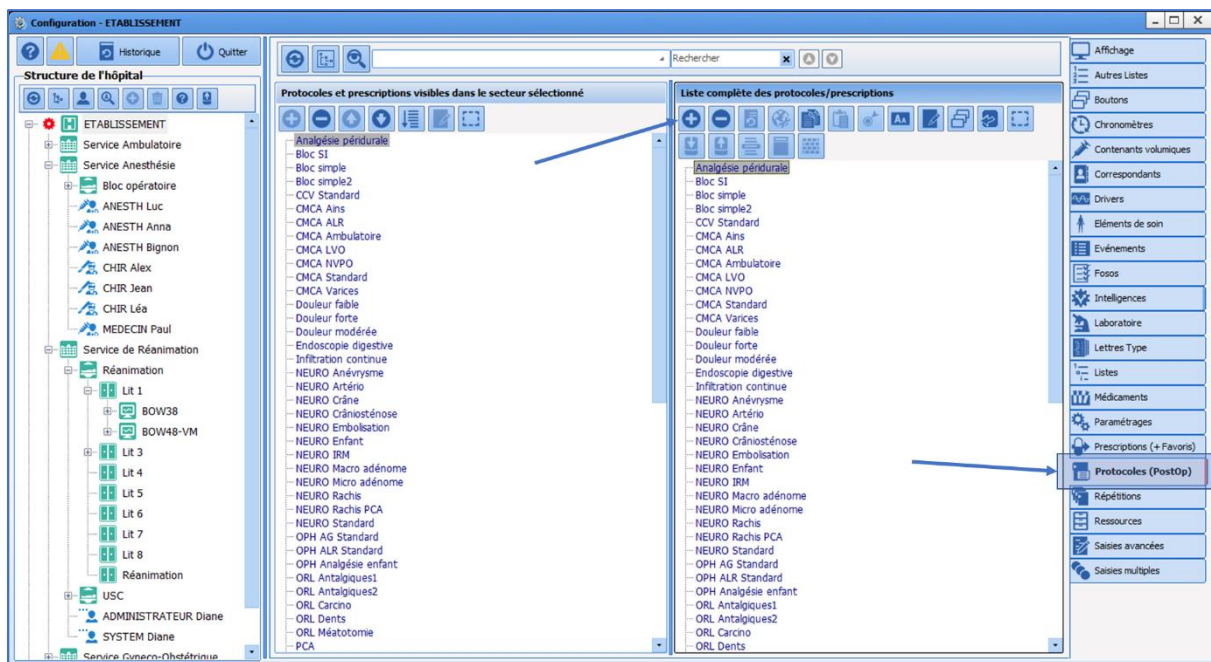 Configuration - ETABLISSEMENT
Historique
Quitter
Structure de l'hôpital
ETABLISSEMENT
Service Ambulatoire
Service Anesthésie
Bloc opératoire
ANESTH Luc
ANESTH Anna
ANESTH Bignon
CHIR Alex
CHIR Jean
CHIR Léa
MEDECIN Paul
Service de Réanimation
Réanimation
Lit 1
BOW38
BOW48-VM
Lit 3
Lit 4
Lit 5
Lit 6
Lit 7
Lit 8
Réanimation
USC
ADMINISTRATEUR Diane
SYSTEM Diane
Service Gyneco-Obstétrique
Rechercher
Protocoles et prescriptions visibles dans le secteur sélectionné
Analgésie péridurale
Bloc SI
Bloc simple
Bloc simple2
CCV Standard
CMCA Ains
CMCA ALR
CMCA Ambulatoire
CMCA LVO
CMCA NVPO
CMCA Standard
CMCA Varices
Douleur faible
Douleur forte
Douleur modérée
Endoscopie digestive
Infiltration continue
NEURO Anévrysme
NEURO Artério
NEURO Crâne
NEURO Crâniosténose
NEURO Embolisation
NEURO Enfant
NEURO IRM
NEURO Macro adénome
NEURO Micro adénome
NEURO Rachis
NEURO Rachis PCA
NEURO Standard
OPH AG Standard
OPH ALR Standard
OPH Analgésie enfant
ORL Antalgiques1
ORL Antalgiques2
ORL Carcino
ORL Dents
ORL Méatotomie
PCA
Liste complète des protocoles/prescriptions
Analgésie péridurale
Bloc SI
Bloc simple
Bloc simple2
CCV Standard
CMCA Ains
CMCA ALR
CMCA Ambulatoire
CMCA LVO
CMCA NVPO
CMCA Standard
CMCA Varices
Douleur faible
Douleur forte
Douleur modérée
Endoscopie digestive
Infiltration continue
NEURO Anévrysme
NEURO Artério
NEURO Crâne
NEURO Crâniosténose
NEURO Embolisation
NEURO Enfant
NEURO IRM
NEURO Macro adénome
NEURO Micro adénome
NEURO Rachis
NEURO Rachis PCA
NEURO Standard
OPH AG Standard
OPH ALR Standard
OPH Analgésie enfant
ORL Antalgiques1
ORL Antalgiques2
ORL Carcino
ORL Dents
Affichage
Autres Listes
Boutons
Chronomètres
Contenants volumiques
Correspondants
Drivers
Eléments de soin
Evénements
Fosos
Intelligences
Laboratoire
Lettres Type
Listes
Médicaments
Paramétrages
Prescriptions (+ Favoris)
Protocoles (PostOp)
Répétitions
Ressources
Saisies avancées
Saisies multiples